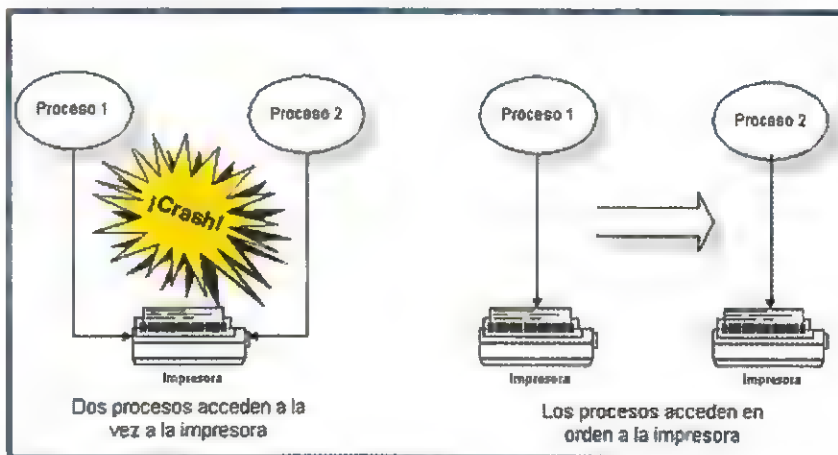 Proceso 1
Proceso 2
¡Crash!
Impresora
Dos procesos acceden a la
vez a la impresora
Proceso 1
Proceso 2
Impresora
Impresora
Los procesos acceden en
orden a la impresora